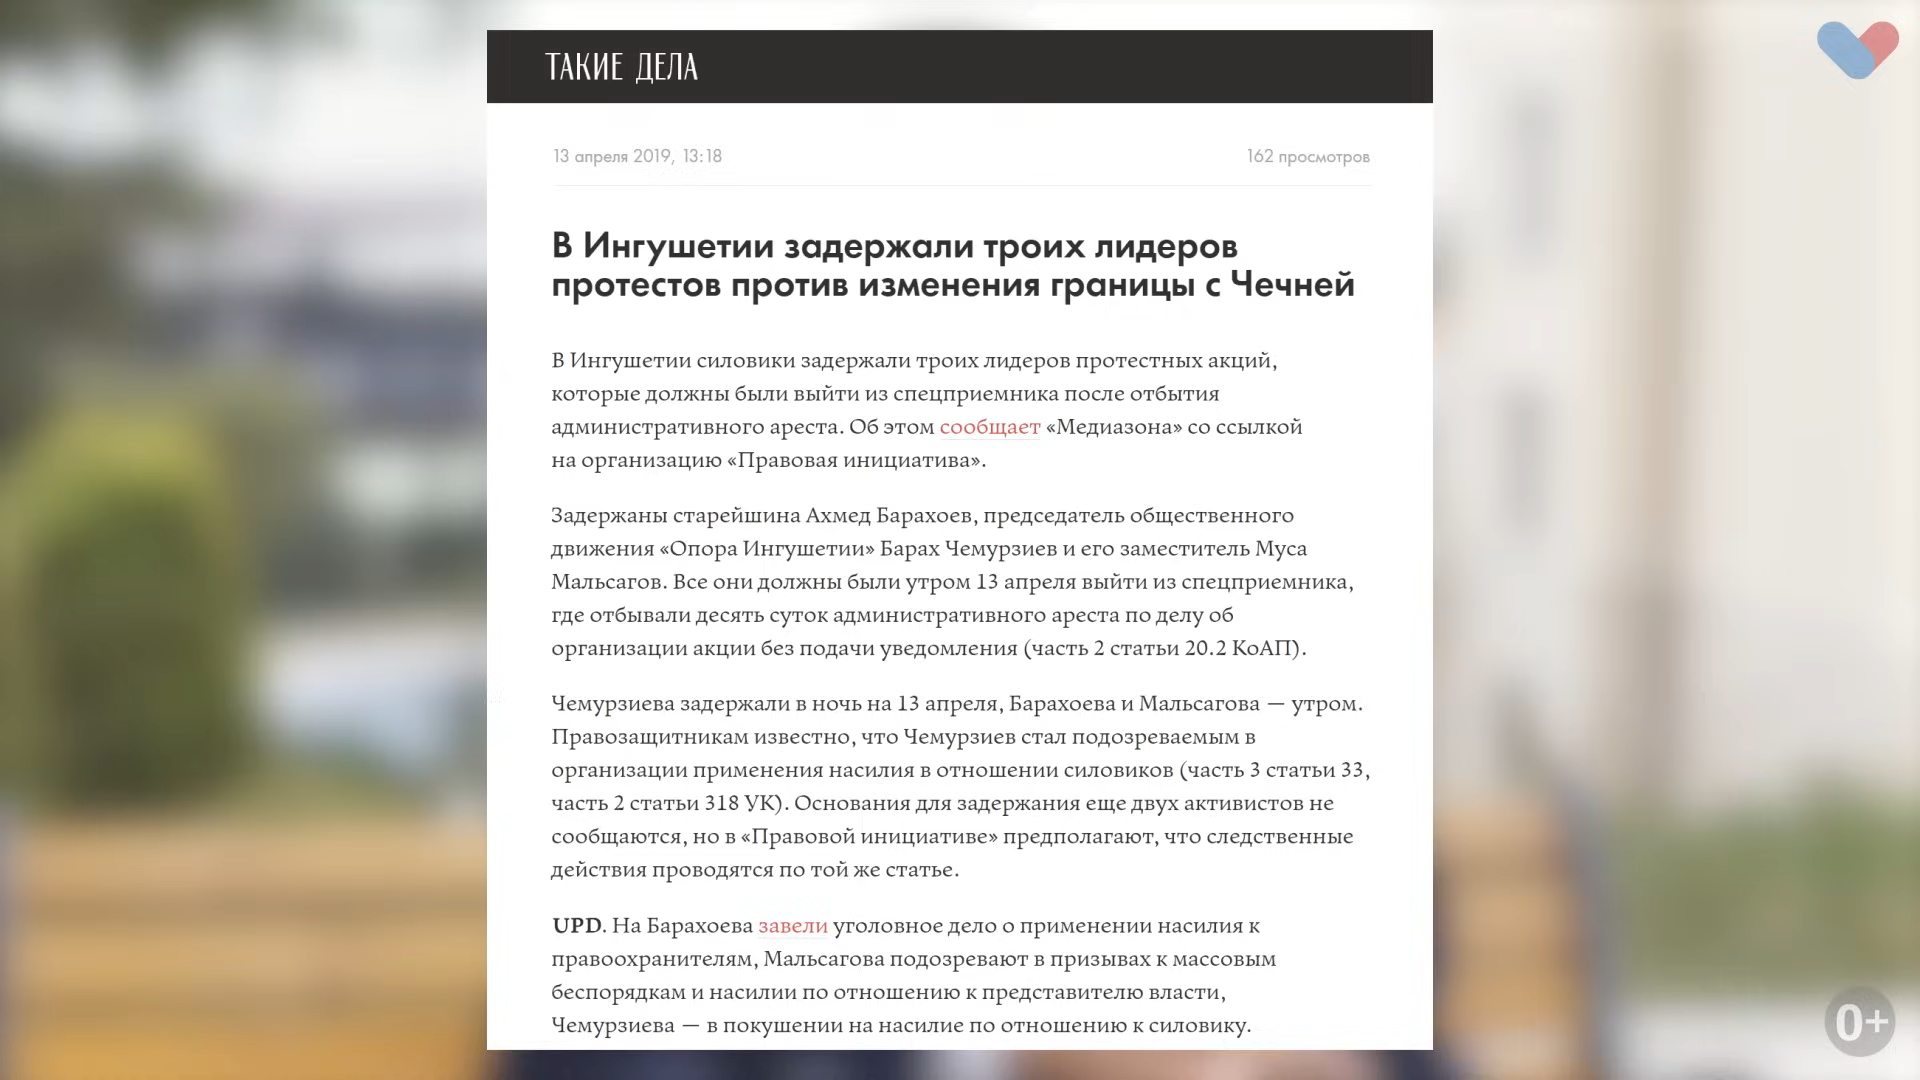 ТАКИЕ ДЕЛА
13 апреля 2019, 13:18
162 просмотров
В Ингушетии задержали троих лидеров
протестов против изменения границы с Чечней
В Ингушетии силовики задержали троих лидеров протестных акций,
которые должны были выйти из спецприемника после отбытия
административного ареста. Об этом сообщает «Медиазона» со ссылкой
на организацию «Правовая инициатива».
Задержаны старейшина Ахмед Барахоев, председатель общественного
движения «Опора Ингушетии» Барах Чемурзиев и его заместитель Муса
Мальсагов. Все они должны были утром 13 апреля выйти из спецприемника,
где отбывали десять суток административного ареста по делу об
организации акции без подачи уведомления (часть 2 статьи 20.2 КоАП).
Чемурзиева задержали в ночь на 13 апреля, Барахоева и Мальсагова — утром.
Правозащитникам известно, что Чемурзиев стал подозреваемым в
организации применения насилия в отношении силовиков (часть 3 статьи 33,
часть 2 статьи 318 УК). Основания для задержания еще двух активистов не
сообщаются, но в «Правовой инициативе» предполагают, что следственные
действия проводятся по той же статье.
UPD. На Барахоева завели уголовное дело о применении насилия к
правоохранителям, Мальсагова подозревают в призывах к массовым
беспорядкам и насилии по отношению к представителю власти,
Чемурзиева — в покушении на насилие по отношению к силовику.
0+